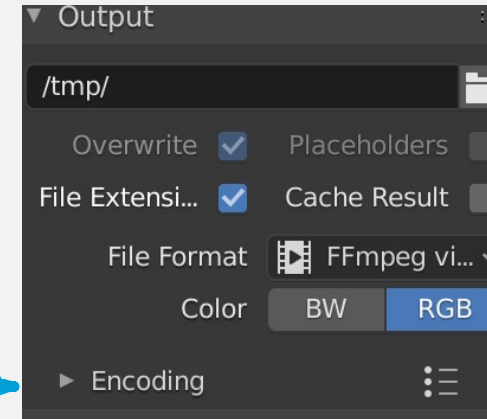 Output
/tmp/
Overwrite Placeholders
File Extensi... Cache Result
File Format FFmpeg vi...
Color BW RGB
Encoding